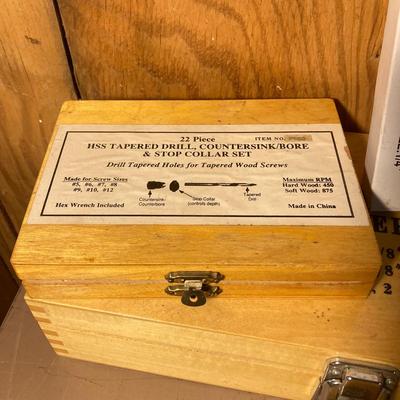 22 Piece
ITEM NO.
HSS TAPERED DRILL, COUNTERSINK/BORE
& STOP COLLAR SET
Drill Tapered Holes for Tapered Wood Screws
Made for Screw Sizes
#5, #6, #7, #8
#9, #10, #12
Hex Wrench Included
Countersink/
Counterbore
Stop Collar
(controls depth)
Tapered
Drill
Maximum RPM
Hard Wood: 450
Soft Wood: 875
Made in China